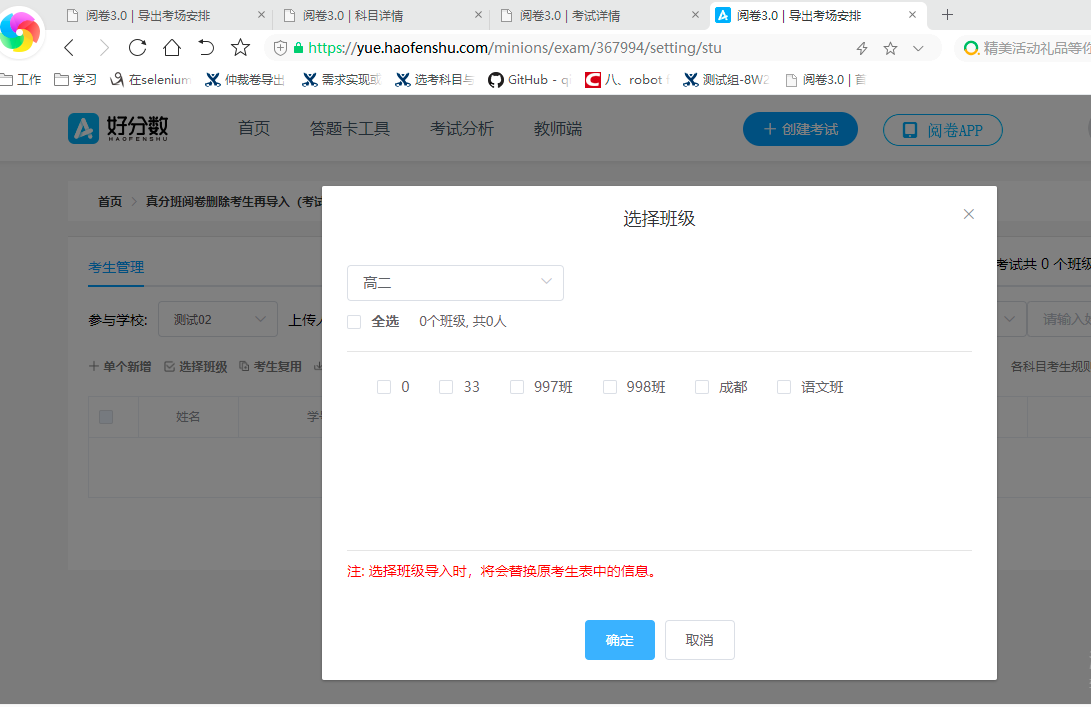 阅卷3.0 | 导出考场安排
阅卷3.0 | 科目详情
阅卷3.0 | 考试详情
阅卷3.0 | 导出考场安排
https://yue.haofenshu.com/minions/exam/367994/setting/stu
精美活动礼品等你
工作
学习
在selenium
仲裁卷导出
需求实现或
选考科目与
GitHub - qi
八、robot
测试组-8W2
阅卷3.0 | 首
好分数
HAOFENSHU
首页
答题卡工具
考试分析
教师端
创建考试
阅卷APP
首页
真分班阅卷删除考生再导入（考试
选择班级
考生管理
考试共 0 个班级
高二
参与学校:
测试02
上传人
请输入姓
全选
0个班级, 共0人
单个新增
选择班级
考生复用
各科目考生规则
0
33
997班
998班
成都
语文班
姓名
学号
注: 选择班级导入时，将会替换原考生表中的信息。
确定
取消